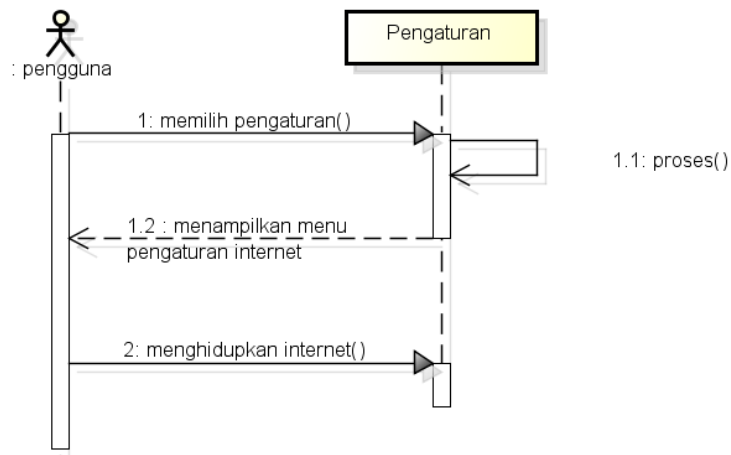 Pengaturan
: pengguna
1: memilih pengaturan()
1.1: proses()
1.2 : menampilkan menu
pengaturan internet
2: menghidupkan internet()